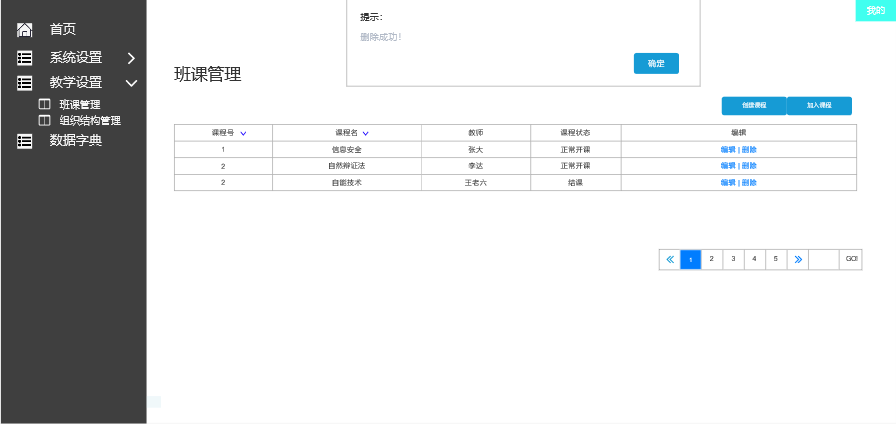 首页
系统设置
教学设置
班课管理
组织结构管理
数据字典
提示：
删除成功！
确定
我的
班课管理
创建课程 加入课程
课程号 课程名 教师 课程状态 编辑
1 信息安全 张大 正常开课 编辑 | 删除
2 自然辩证法 李达 正常开课 编辑 | 删除
2 自能技术 王老六 结课 编辑 | 删除
1 2 3 4 5 GO!